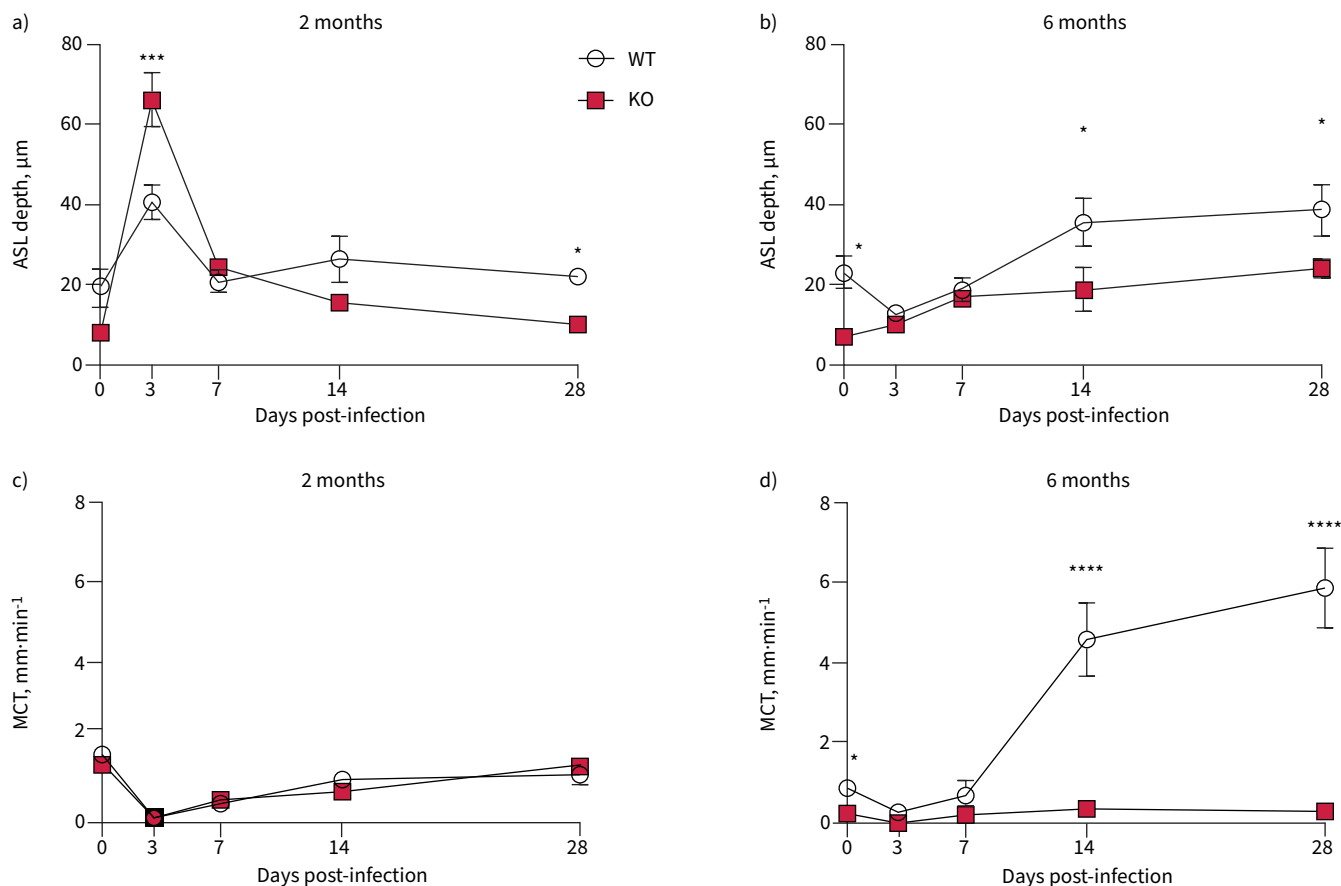 a)
2 months
80
60
40
20
0
ASL depth, µm
***
*
WT
KO
0 3 7 14 28
Days post-infection
b)
6 months
80
60
40
20
0
ASL depth, µm
*
*
*
0 3 7 14 28
Days post-infection
c)
2 months
8
6
4
2
0
MCT, mm·min⁻¹
0 3 7 14 28
Days post-infection
d)
6 months
8
6
4
2
0
MCT, mm·min⁻¹
*
****
****
0 3 7 14 28
Days post-infection